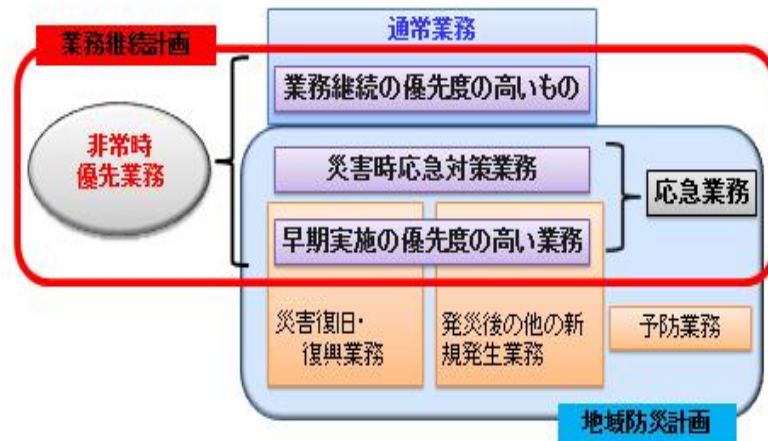 業務継続計画
通常業務
業務継続の優先度の高いもの
非常時
優先業務
災害時応急対策業務
応急業務
早期実施の優先度の高い業務
災害復旧・
復興業務
発災後の他の新
規発生業務
予防業務
地域防災計画